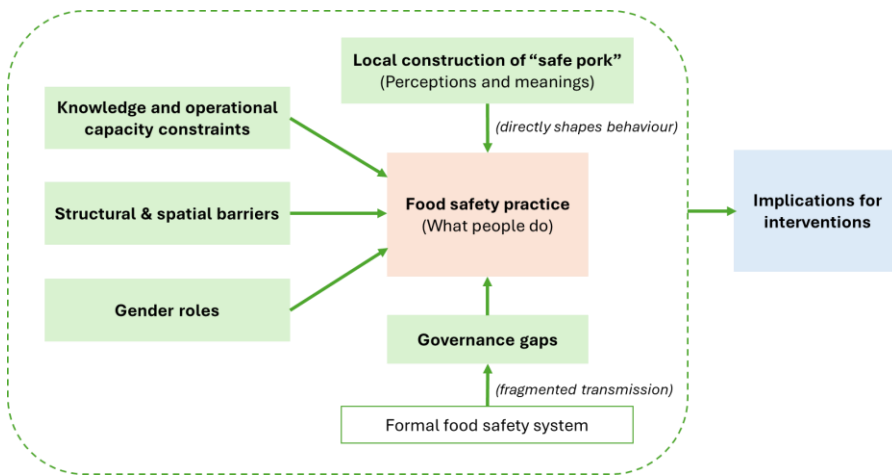 Local construction of “safe pork”
(Perceptions and meanings)
Knowledge and operational
capacity constraints
(directly shapes behaviour)
Structural & spatial barriers
Food safety practice
(What people do)
Implications for
interventions
Gender roles
Governance gaps
(fragmented transmission)
Formal food safety system